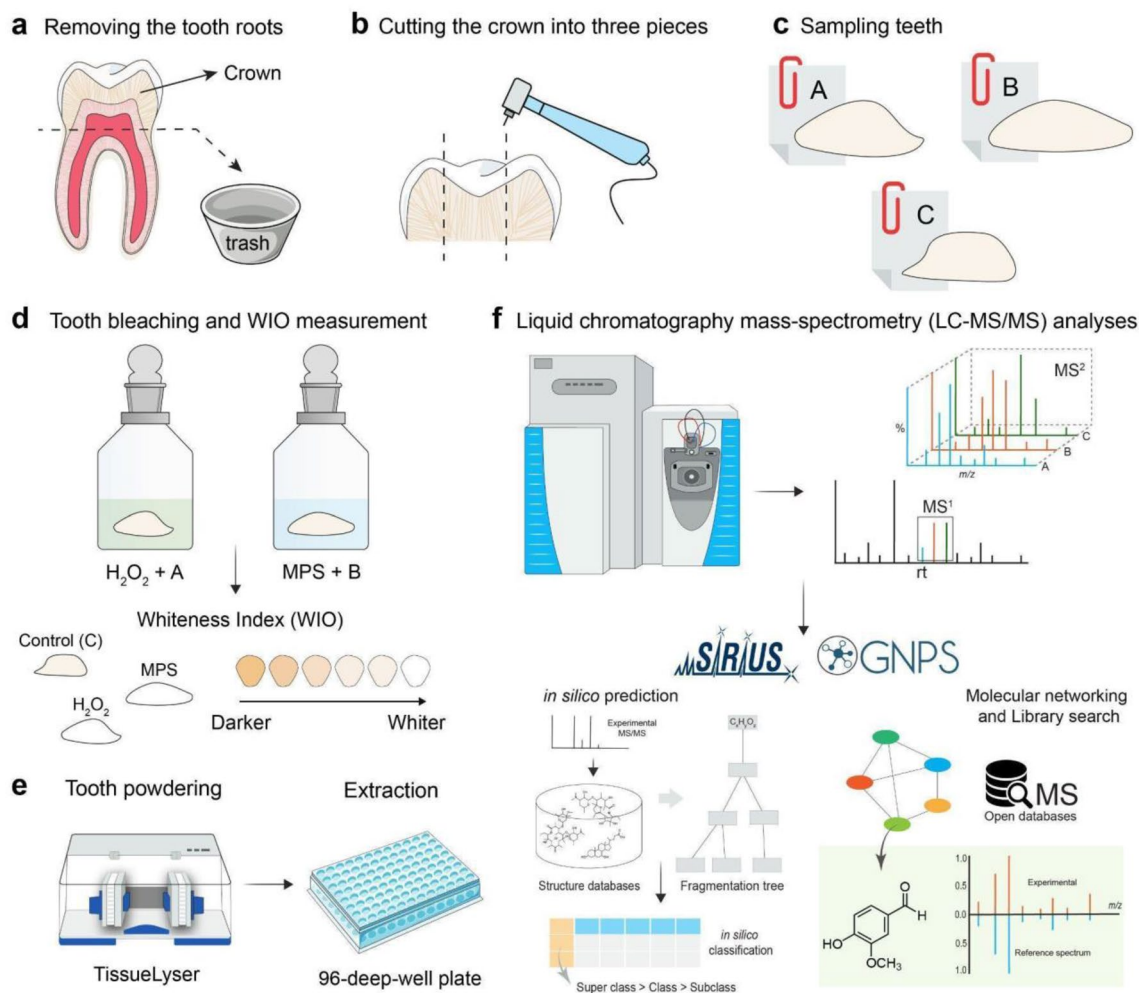 a Removing the tooth roots
Crown
trash
b Cutting the crown into three pieces
c Sampling teeth
A
B
C
d Tooth bleaching and WIO measurement
H₂O₂ + A
MPS + B
Whiteness Index (WIO)
Control (C)
MPS
H₂O₂
Darker
Whiter
e Tooth powdering
Extraction
TissueLyser
96-deep-well plate
f Liquid chromatography mass-spectrometry (LC-MS/MS) analyses
MS²
%
C
B
A
m/z
MS¹
rt
SIRIUS
GNPS
in silico prediction
Experimental
MS/MS
Structure databases
Fragmentation tree
in silico
classification
Super class > Class > Subclass
Molecular networking
and Library search
MS
Open databases
O
H
HO
OCH₃
1.0
Experimental
0.5
m/z
0.0
0.5
Reference spectrum
1.0